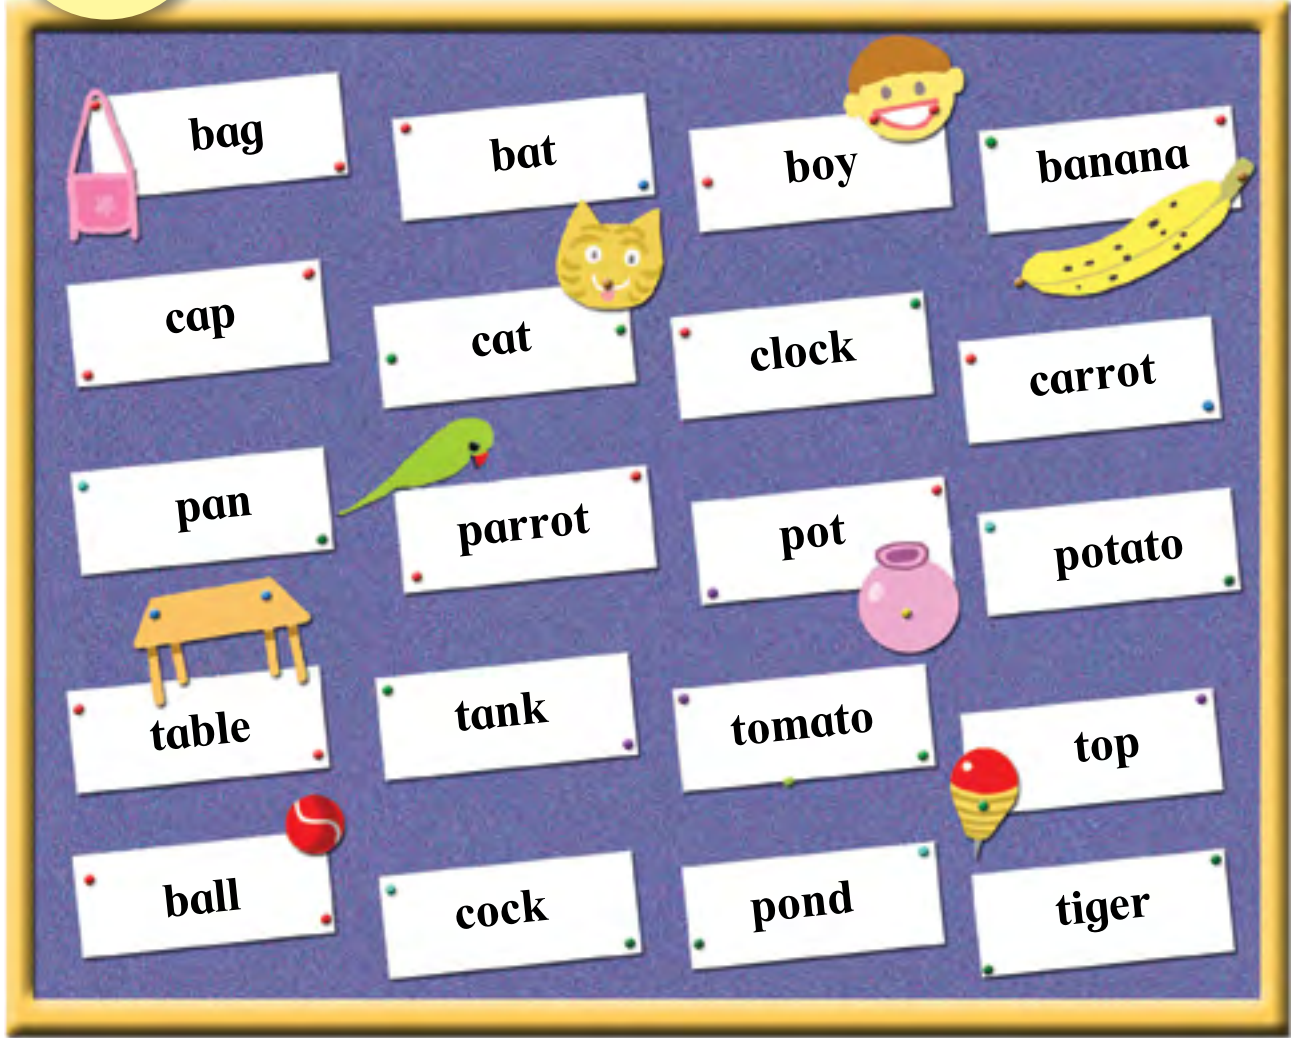 bag
bat
boy
banana
cap
cat
clock
carrot
pan
parrot
pot
potato
table
tank
tomato
top
ball
cock
pond
tiger